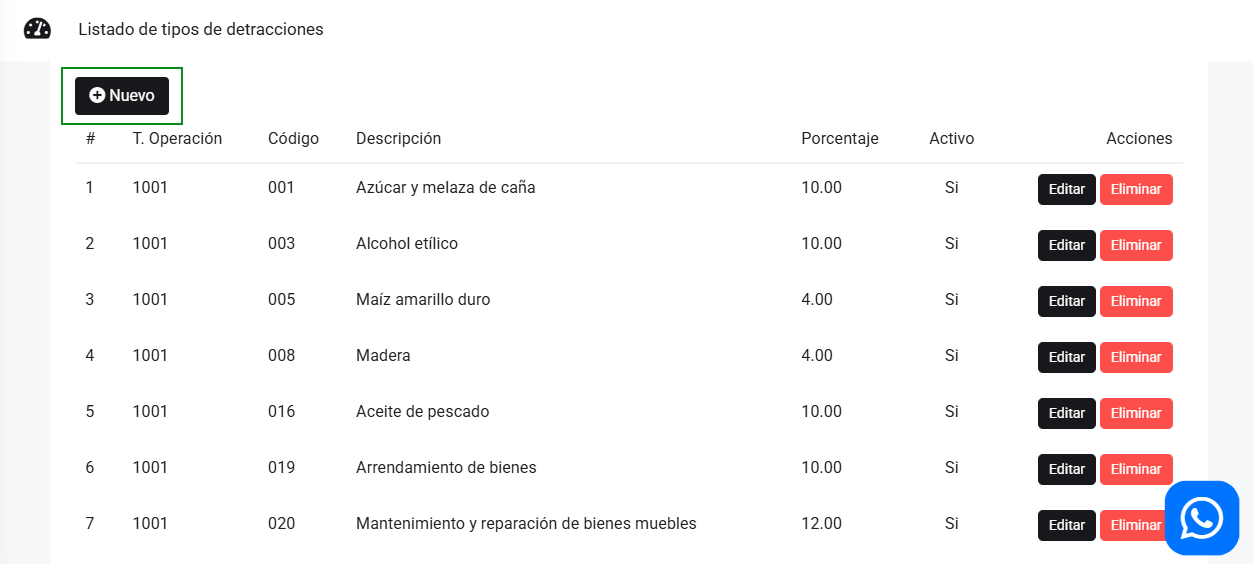 Listado de tipos de detracciones
Nuevo
# T. Operación Código Descripción Porcentaje Activo Acciones
1 1001 001 Azúcar y melaza de caña 10.00 Si Editar Eliminar
2 1001 003 Alcohol etílico 10.00 Si Editar Eliminar
3 1001 005 Maíz amarillo duro 4.00 Si Editar Eliminar
4 1001 008 Madera 4.00 Si Editar Eliminar
5 1001 016 Aceite de pescado 10.00 Si Editar Eliminar
6 1001 019 Arrendamiento de bienes 10.00 Si Editar Eliminar
7 1001 020 Mantenimiento y reparación de bienes muebles 12.00 Si Editar Eliminar